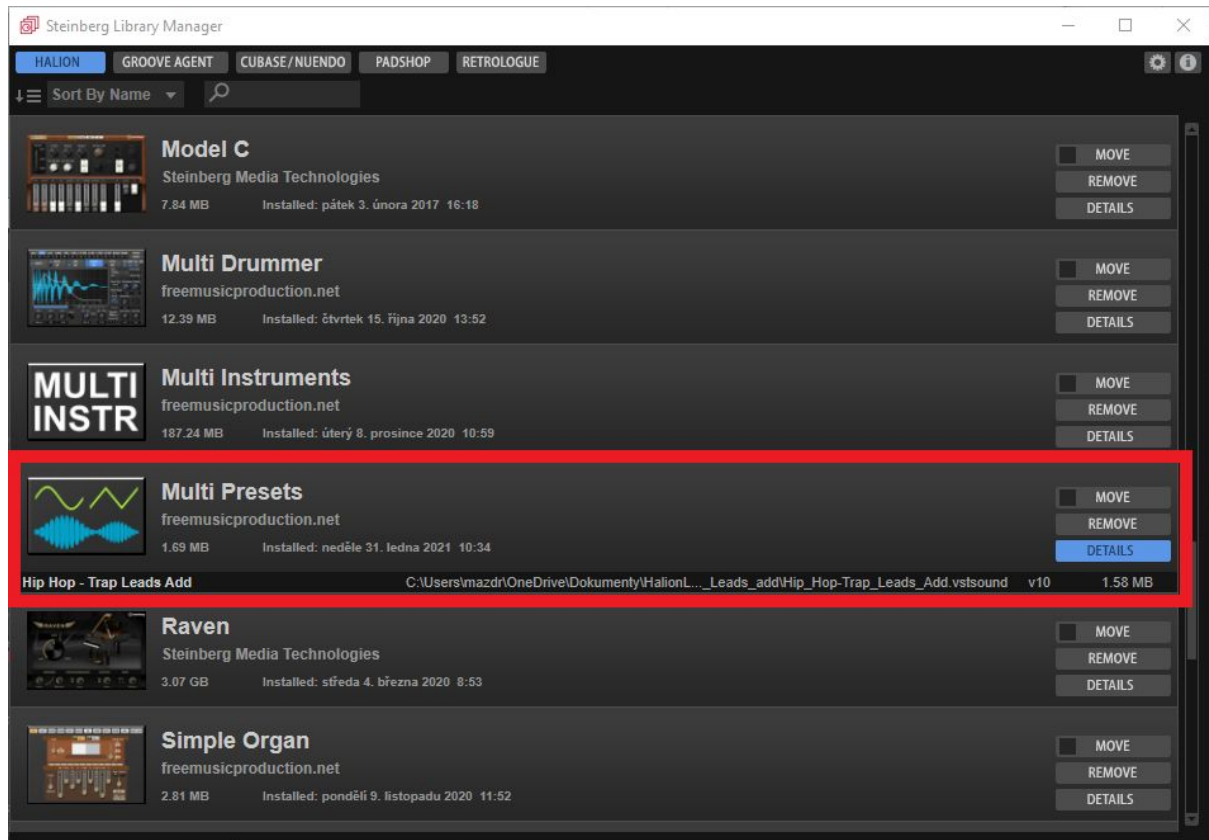 Steinberg Library Manager
HALION GROOVE AGENT CUBASE/NUENDO PADSHOP RETROLOGUE
Sort By Name
Model C
Steinberg Media Technologies
7.84 MB Installed: pátek 3. února 2017 16:18
MOVE
REMOVE
DETAILS
Multi Drummer
freemusicproduction.net
12.39 MB Installed: čtvrtek 15. října 2020 13:52
MOVE
REMOVE
DETAILS
MULTI
INSTR
Multi Instruments
freemusicproduction.net
187.24 MB Installed: úterý 8. prosince 2020 10:59
MOVE
REMOVE
DETAILS
Multi Presets
freemusicproduction.net
1.69 MB Installed: neděle 31. ledna 2021 10:34
MOVE
REMOVE
DETAILS
Hip Hop - Trap Leads Add C:\Users\mazdr\OneDrive\Dokumenty\HalionL..._Leads_add\Hip_Hop-Trap_Leads_Add.vstsound v10 1.58 MB
Raven
Steinberg Media Technologies
3.07 GB Installed: středa 4. března 2020 8:53
MOVE
REMOVE
DETAILS
Simple Organ
freemusicproduction.net
2.81 MB Installed: pondělí 9. listopadu 2020 11:52
MOVE
REMOVE
DETAILS